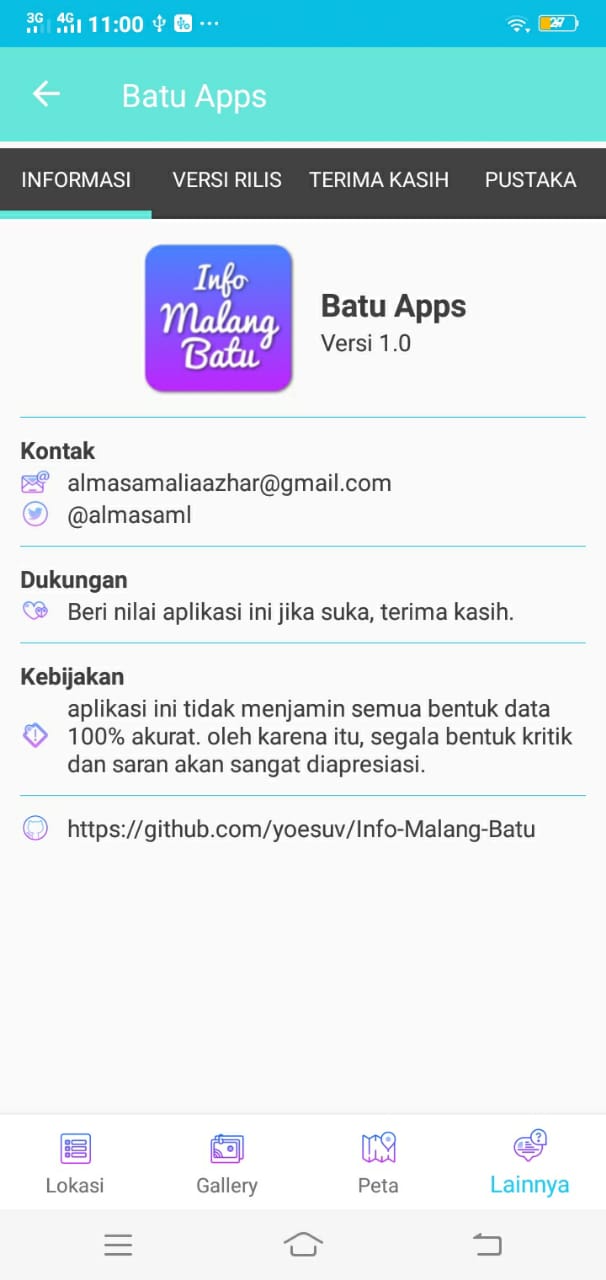 3G 4G 11:00 ... 27
Batu Apps
INFORMASI VERSI RILIS TERIMA KASIH PUSTAKA
Info
Malang
Batu
Batu Apps
Versi 1.0
Kontak
almasamaliaazhar@gmail.com
@almasaml
Dukungan
Beri nilai aplikasi ini jika suka, terima kasih.
Kebijakan
aplikasi ini tidak menjamin semua bentuk data
100% akurat. oleh karena itu, segala bentuk kritik
dan saran akan sangat diapresiasi.
https://github.com/yoesuv/Info-Malang-Batu
Lokasi Gallery Peta Lainnya